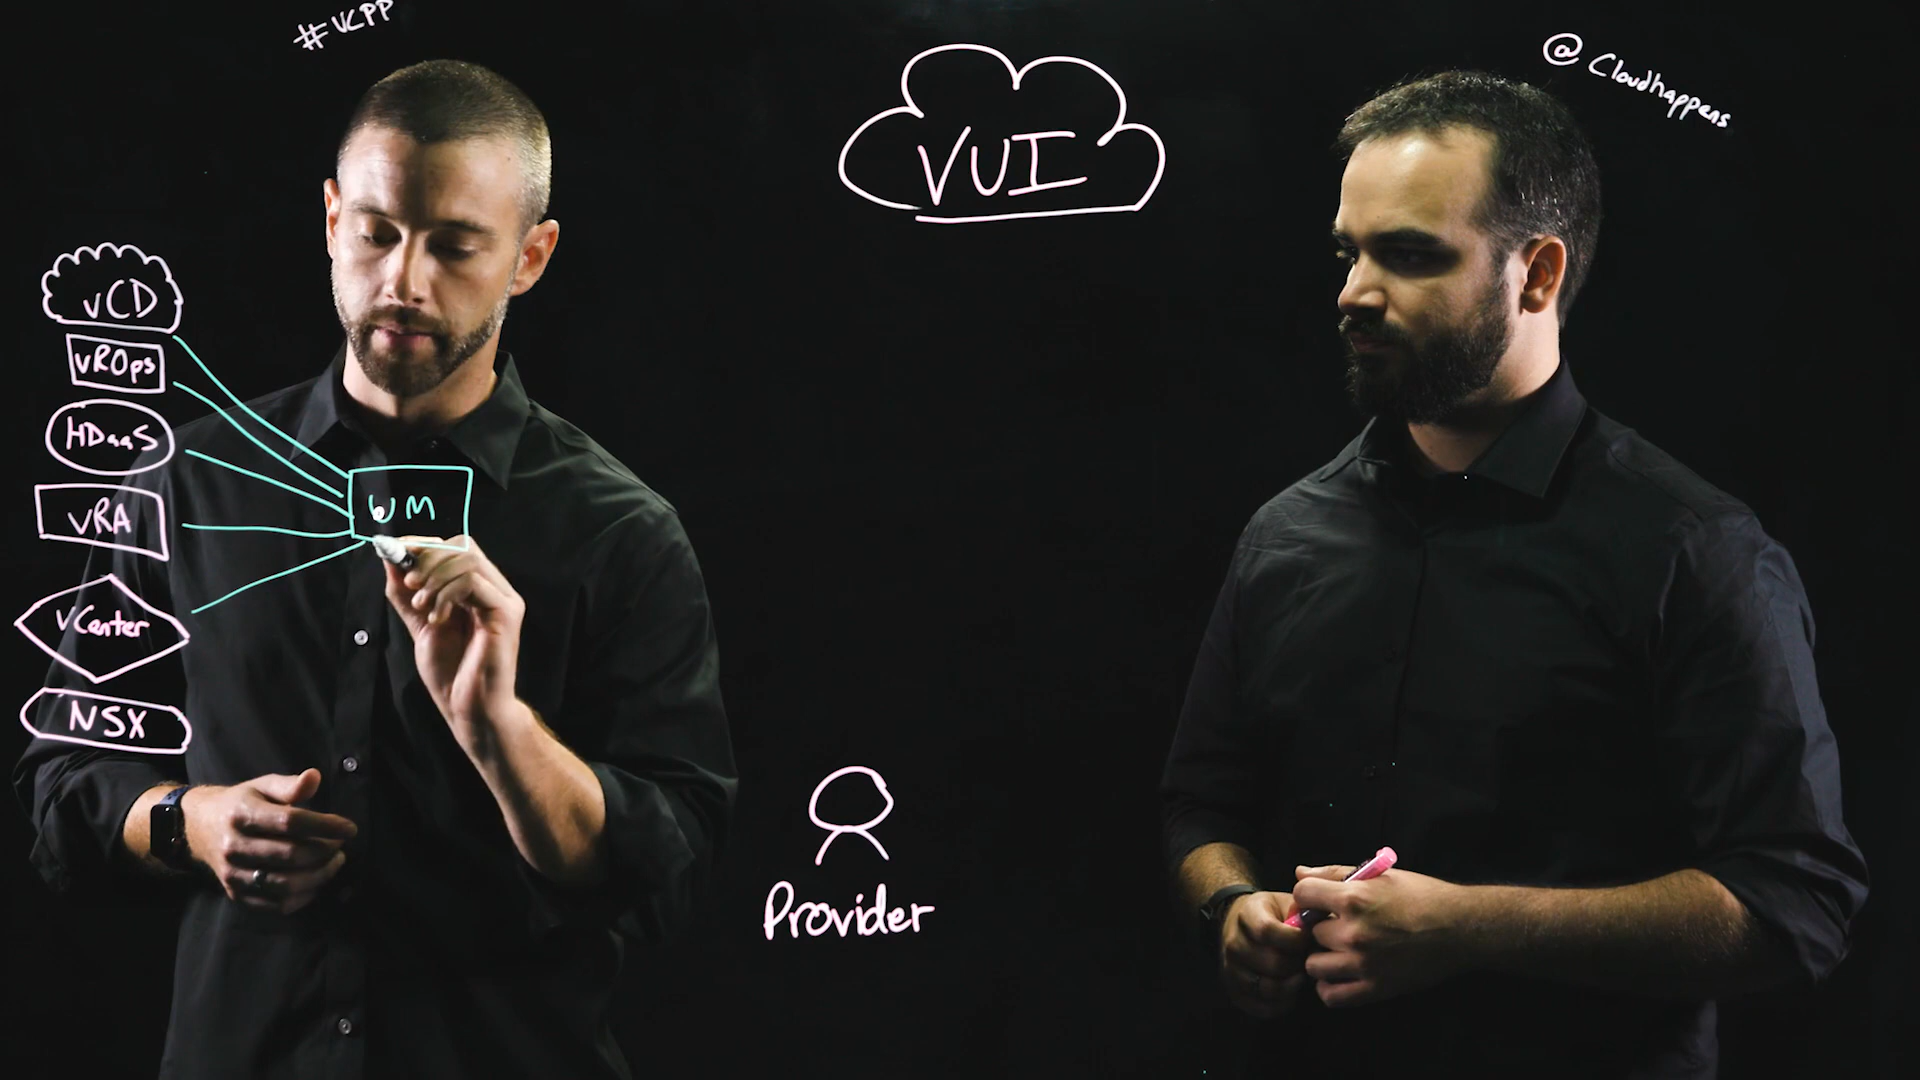 #VCPP
@Cloudhappens
VUI
vCD
vROps
HDaaS
vRA
vCenter
NSX
UM
Provider